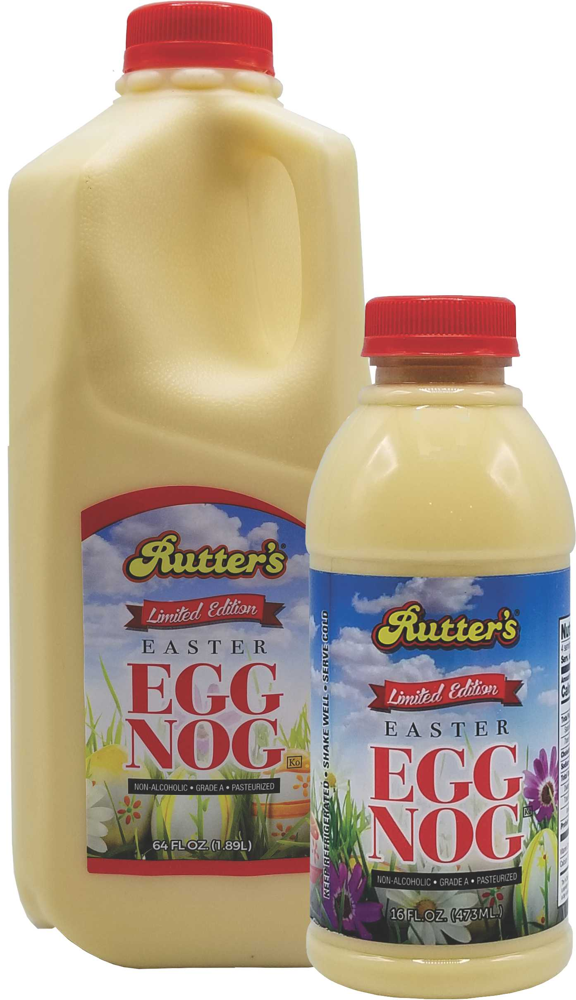 Rutter's®
Limited Edition
EASTER
EGG
NOG
Ko
NON-ALCOHOLIC • GRADE A • PASTEURIZED
64 FL OZ. (1.89L)
KEEP REFRIGERATED • SHAKE WELL • SERVE COLD
Rutter's®
Limited Edition
EASTER
EGG
NOG
Ko
NON-ALCOHOLIC • GRADE A • PASTEURIZED
16 FL.OZ. (473ML.)